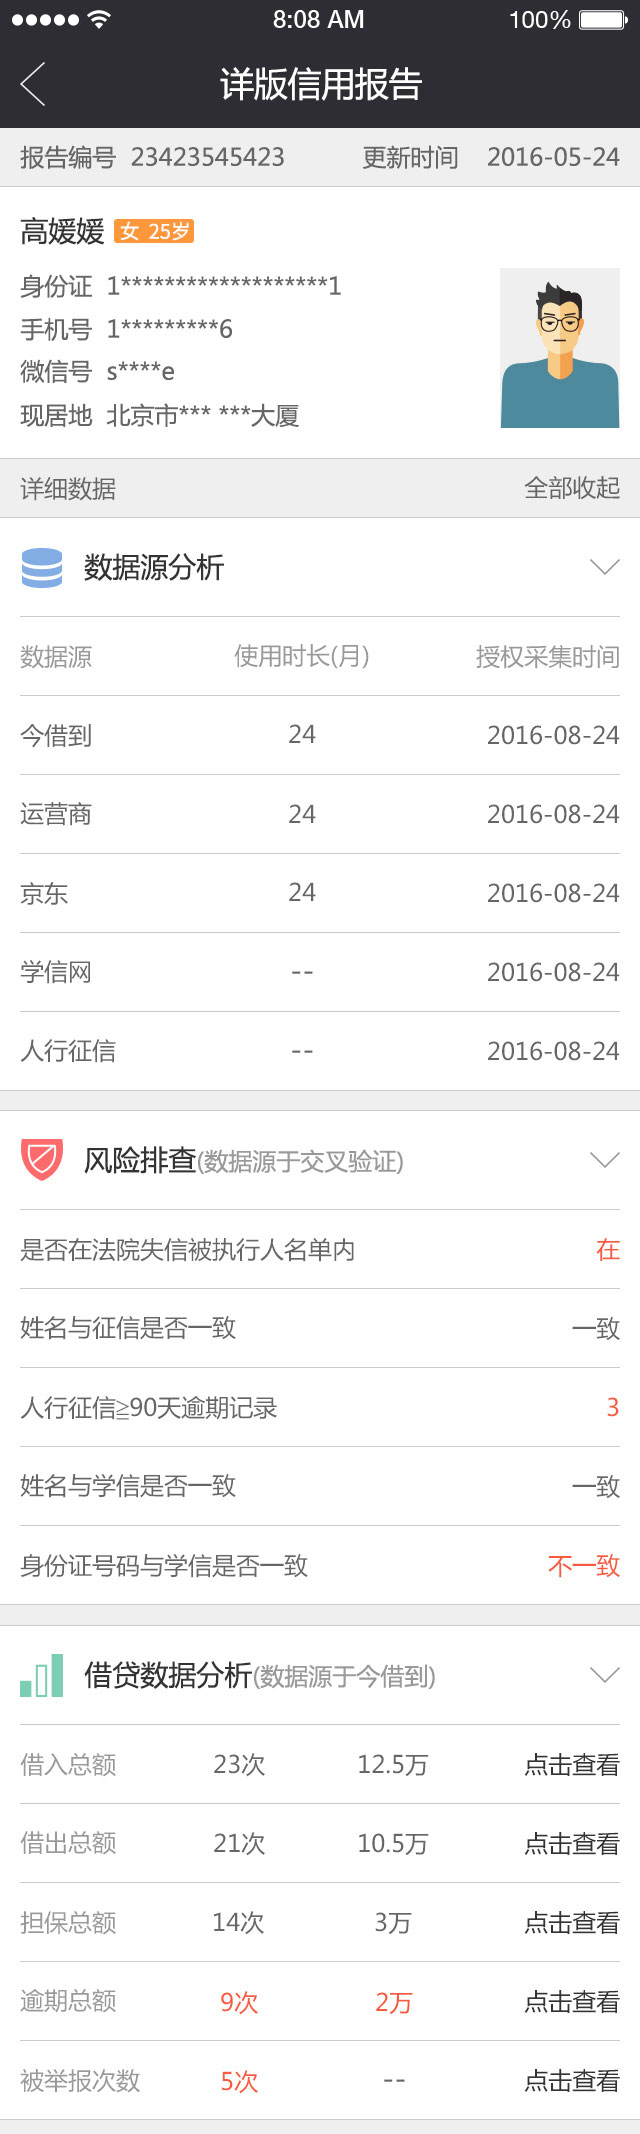 8:08 AM 100%
详版信用报告
报告编号 23423545423 更新时间 2016-05-24
高媛媛 女 25岁
身份证 1*******************1
手机号 1*********6
微信号 s****e
现居地 北京市*** ***大厦
详细数据 全部收起
数据源分析
数据源 使用时长(月) 授权采集时间
今借到 24 2016-08-24
运营商 24 2016-08-24
京东 24 2016-08-24
学信网 -- 2016-08-24
人行征信 -- 2016-08-24
风险排查(数据源于交叉验证)
是否在法院失信被执行人名单内 在
姓名与征信是否一致 一致
人行征信≧90天逾期记录 3
姓名与学信是否一致 一致
身份证号码与学信是否一致 不一致
借贷数据分析(数据源于今借到)
借入总额 23次 12.5万 点击查看
借出总额 21次 10.5万 点击查看
担保总额 14次 3万 点击查看
逾期总额 9次 2万 点击查看
被举报次数 5次 -- 点击查看